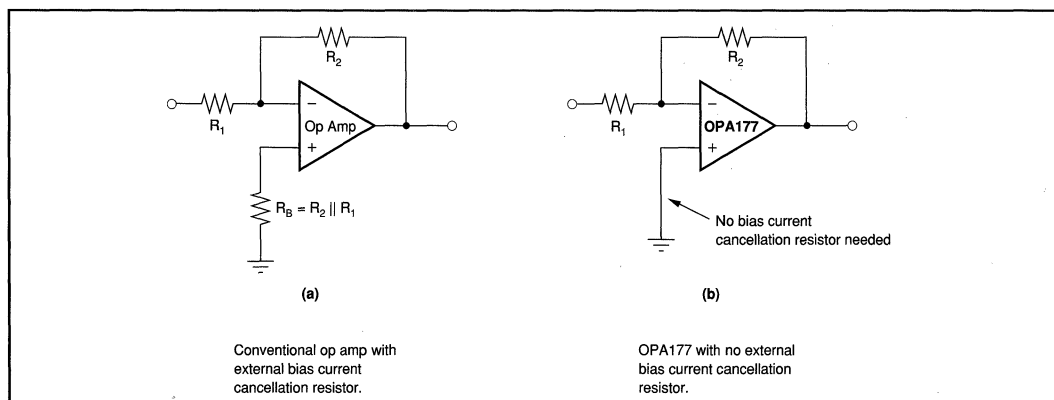 R2
R1
−
Op Amp
+
RB = R2 || R1
(a)
Conventional op amp with
external bias current
cancellation resistor.
R2
R1
−
OPA177
+
No bias current
cancellation resistor needed
(b)
OPA177 with no external
bias current cancellation
resistor.